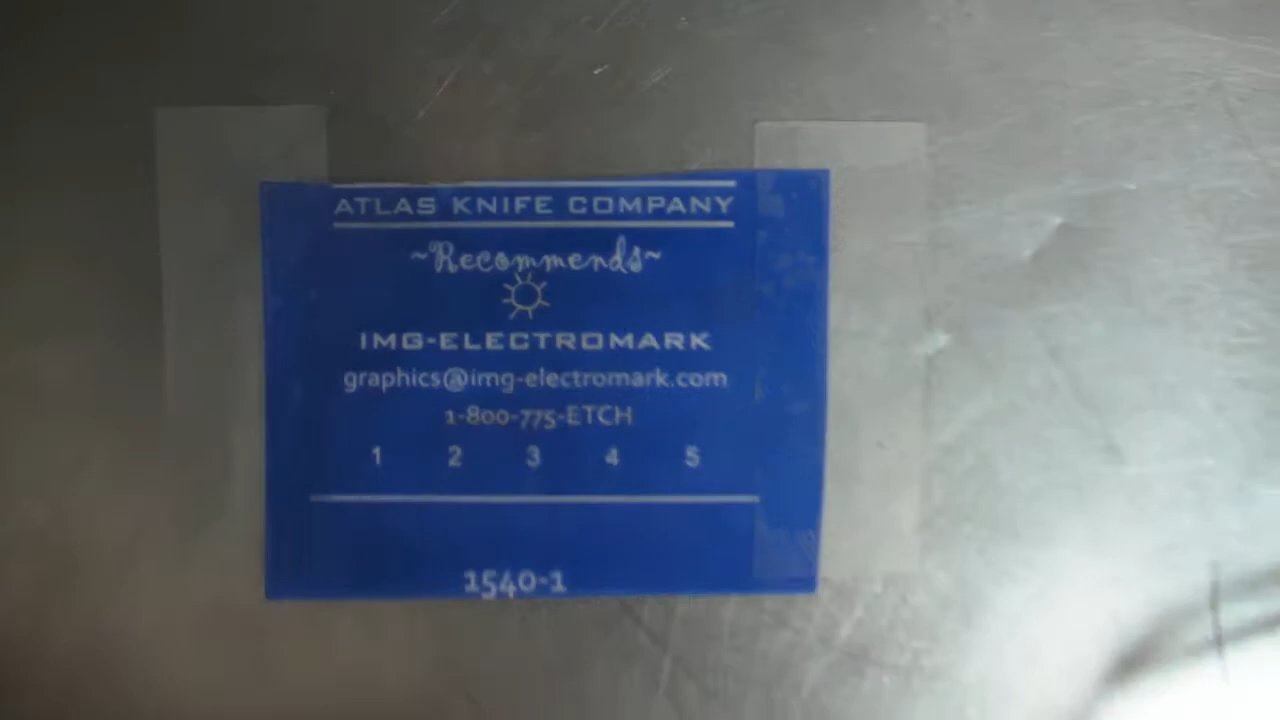 ATLAS KNIFE COMPANY
~Recommends~
IMG-ELECTROMARK
graphics@img-electromark.com
1-800-775-ETCH
1 2 3 4 5
1540-1